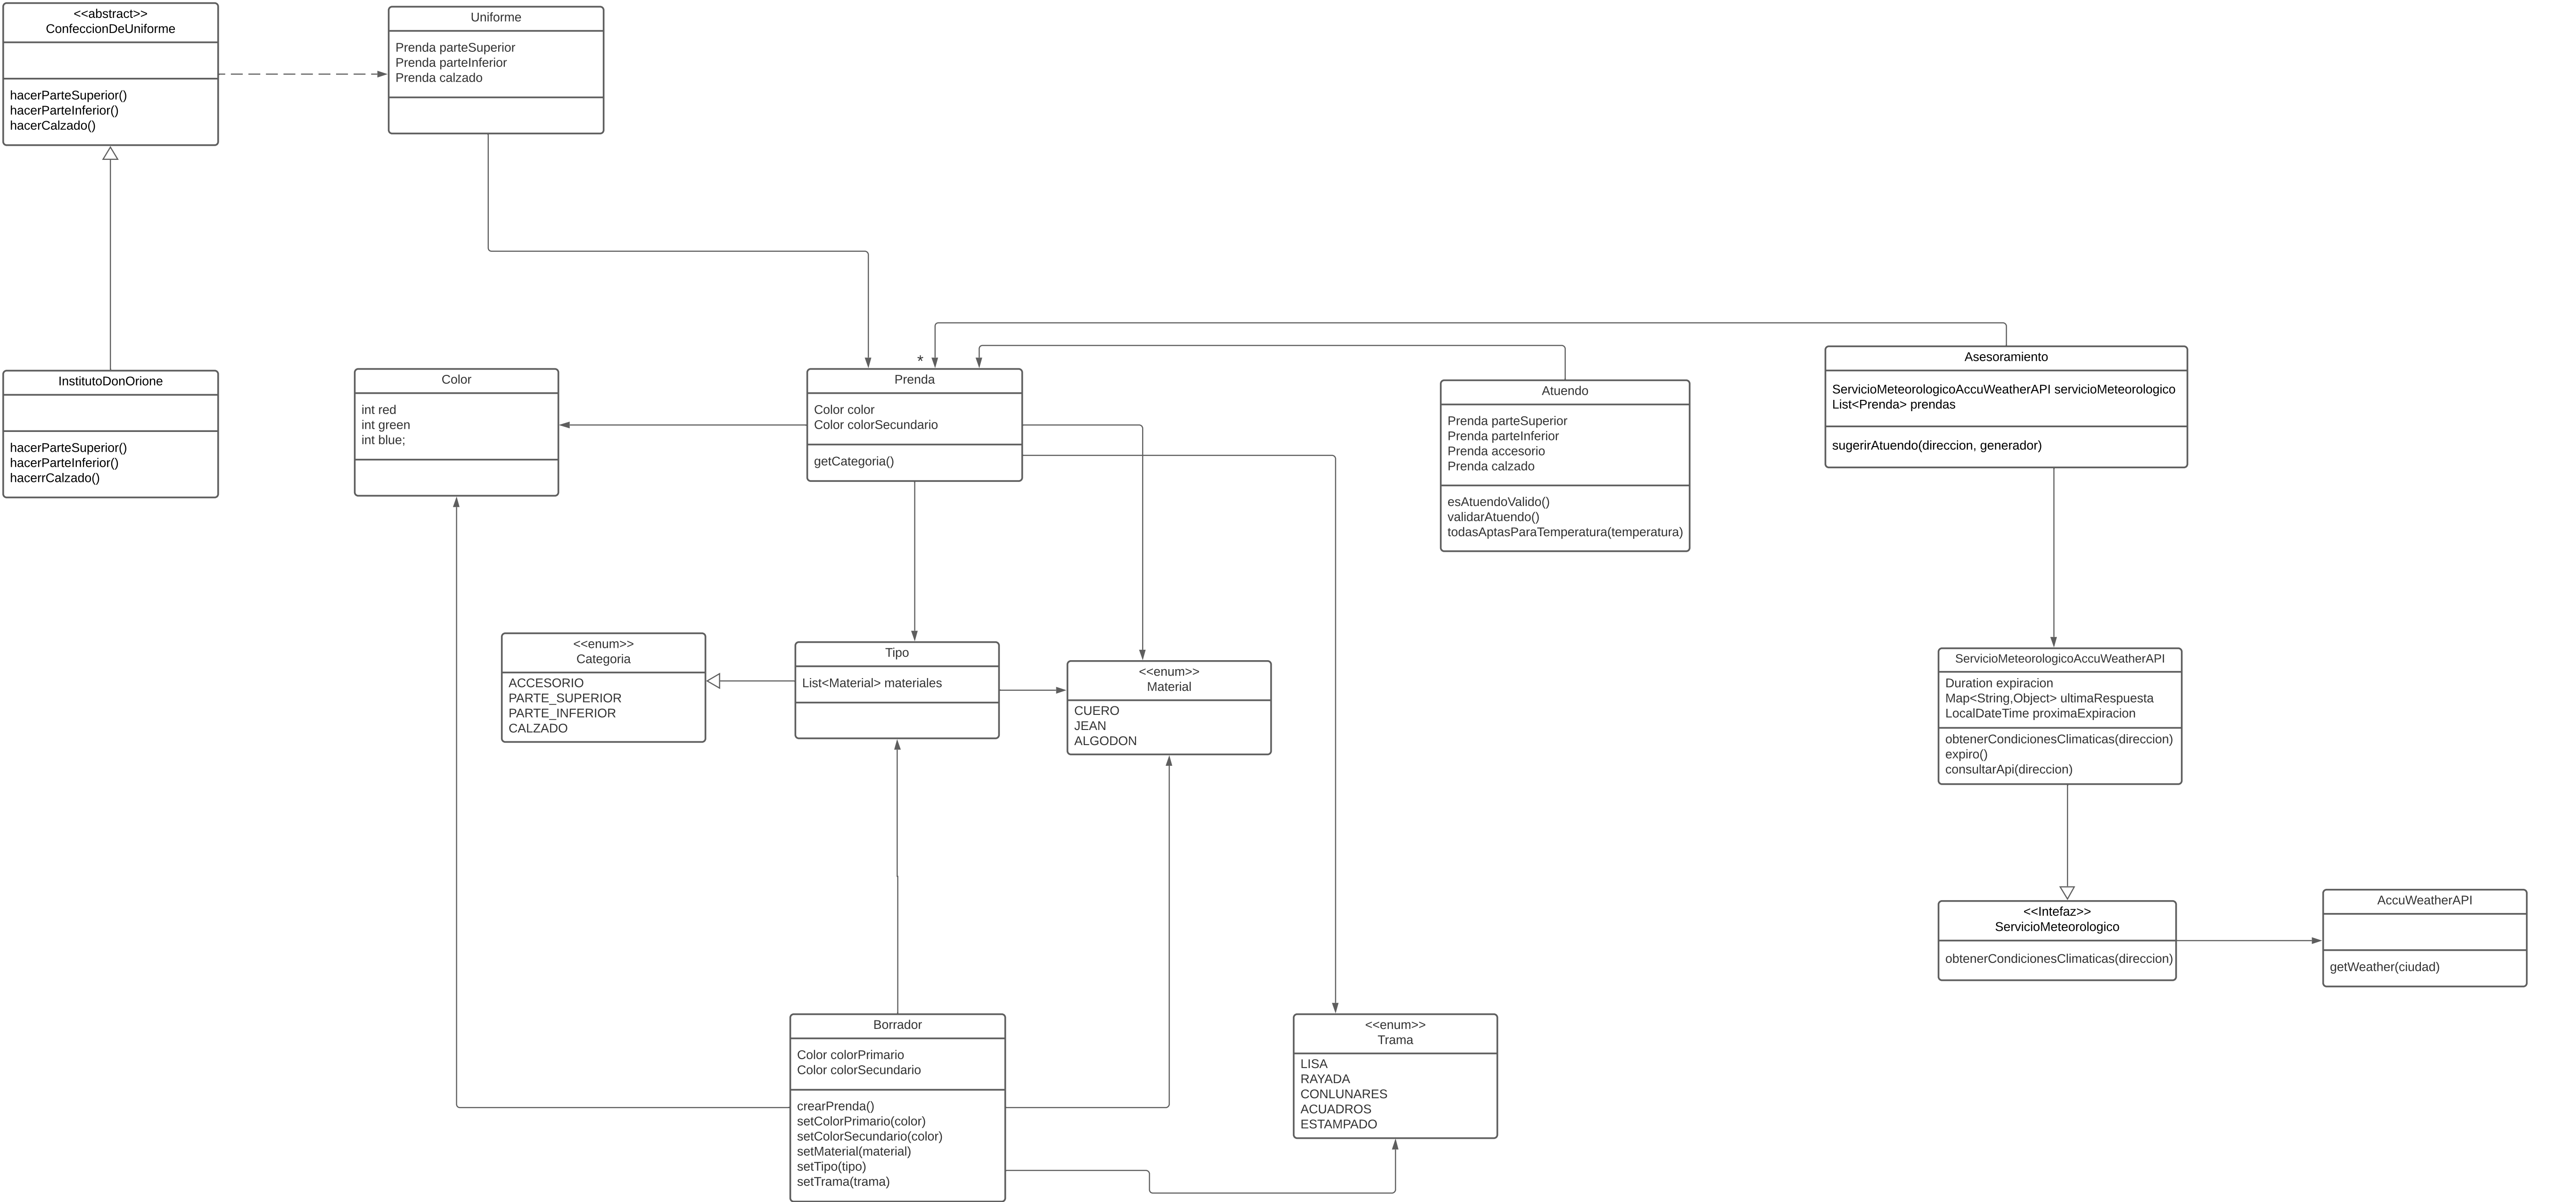 <<abstract>>
ConfeccionDeUniforme
hacerParteSuperior()
hacerParteInferior()
hacerCalzado()
Uniforme
Prenda parteSuperior
Prenda parteInferior
Prenda calzado
InstitutoDonOrione
hacerParteSuperior()
hacerParteInferior()
hacerrCalzado()
Color
int red
int green
int blue;
*
Prenda
Color color
Color colorSecundario
getCategoria()
Atuendo
Prenda parteSuperior
Prenda parteInferior
Prenda accesorio
Prenda calzado
esAtuendoValido()
validarAtuendo()
todasAptasParaTemperatura(temperatura)
Asesoramiento
ServicioMeteorologicoAccuWeatherAPI servicioMeteorologico
List<Prenda> prendas
sugerirAtuendo(direccion, generador)
<<enum>>
Categoria
ACCESORIO
PARTE_SUPERIOR
PARTE_INFERIOR
CALZADO
Tipo
List<Material> materiales
<<enum>>
Material
CUERO
JEAN
ALGODON
ServicioMeteorologicoAccuWeatherAPI
Duration expiracion
Map<String,Object> ultimaRespuesta
LocalDateTime proximaExpiracion
obtenerCondicionesClimaticas(direccion)
expiro()
consultarApi(direccion)
<<Intefaz>>
ServicioMeteorologico
obtenerCondicionesClimaticas(direccion)
AccuWeatherAPI
getWeather(ciudad)
Borrador
Color colorPrimario
Color colorSecundario
crearPrenda()
setColorPrimario(color)
setColorSecundario(color)
setMaterial(material)
setTipo(tipo)
setTrama(trama)
<<enum>>
Trama
LISA
RAYADA
CONLUNARES
ACUADROS
ESTAMPADO